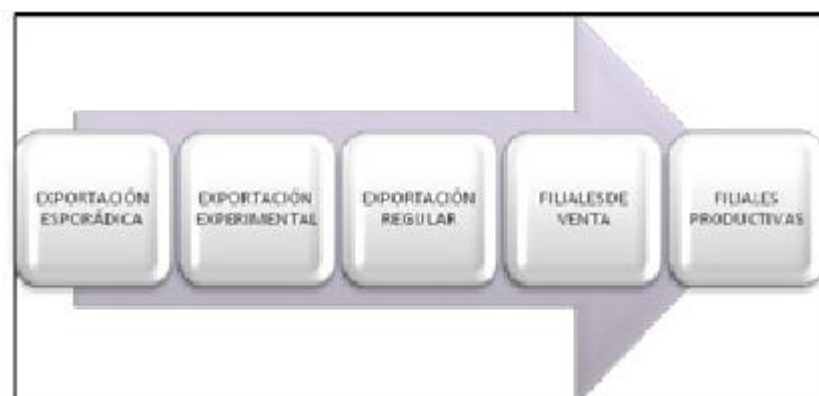 EXPORTACIÓN
ESPORÁDICA
EXPORTACIÓN
EXPERIMENTAL
EXPORTACIÓN
REGULAR
FILIALES DE
VENTA
FILIALES
PRODUCTIVAS